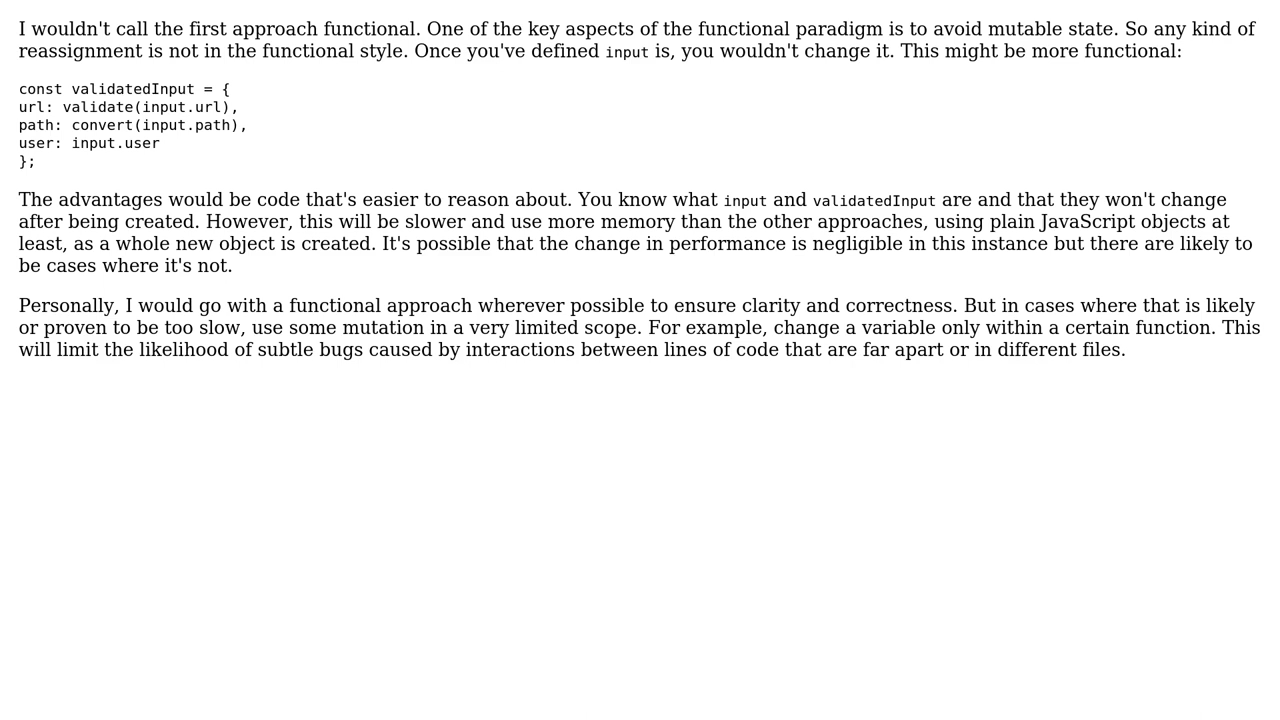 I wouldn't call the first approach functional. One of the key aspects of the functional paradigm is to avoid mutable state. So any kind of
reassignment is not in the functional style. Once you've defined input is, you wouldn't change it. This might be more functional:
const validatedInput = {
url: validate(input.url),
path: convert(input.path),
user: input.user
};
The advantages would be code that's easier to reason about. You know what input and validatedInput are and that they won't change
after being created. However, this will be slower and use more memory than the other approaches, using plain JavaScript objects at
least, as a whole new object is created. It's possible that the change in performance is negligible in this instance but there are likely to
be cases where it's not.
Personally, I would go with a functional approach wherever possible to ensure clarity and correctness. But in cases where that is likely
or proven to be too slow, use some mutation in a very limited scope. For example, change a variable only within a certain function. This
will limit the likelihood of subtle bugs caused by interactions between lines of code that are far apart or in different files.